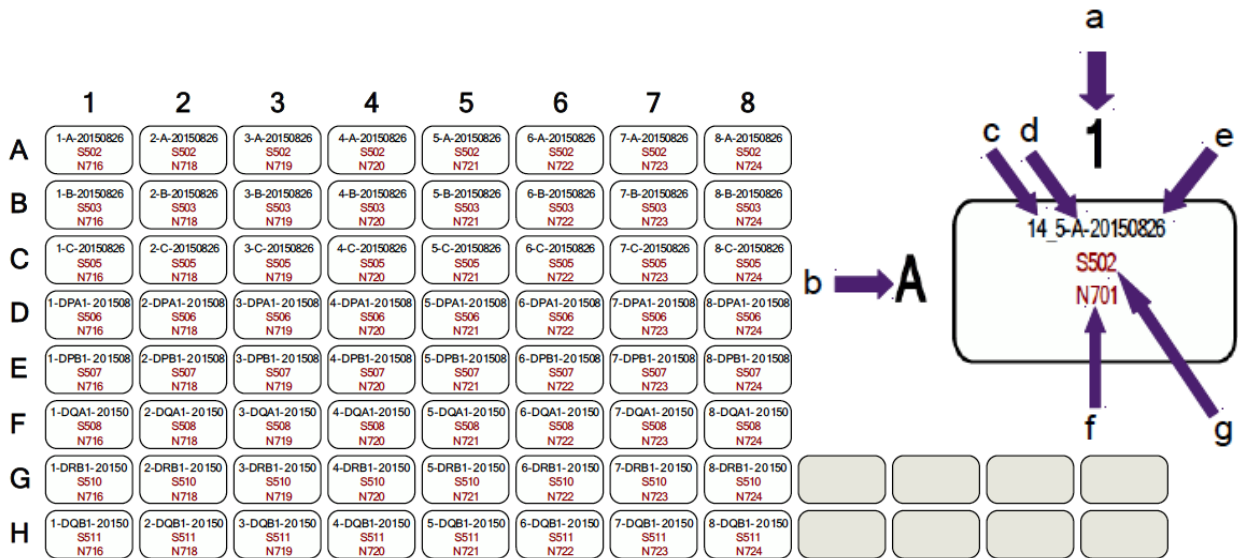 1 2 3 4 5 6 7 8
A
1-A-20150826 2-A-20150826 3-A-20150826 4-A-20150826 5-A-20150826 6-A-20150826 7-A-20150826 8-A-20150826
S502 S502 S502 S502 S502 S502 S502 S502
N716 N718 N719 N720 N721 N722 N723 N724
B
1-B-20150826 2-B-20150826 3-B-20150826 4-B-20150826 5-B-20150826 6-B-20150826 7-B-20150826 8-B-20150826
S503 S503 S503 S503 S503 S503 S503 S503
N716 N718 N719 N720 N721 N722 N723 N724
C
1-C-20150826 2-C-20150826 3-C-20150826 4-C-20150826 5-C-20150826 6-C-20150826 7-C-20150826 8-C-20150826
S505 S505 S505 S505 S505 S505 S505 S505
N716 N718 N719 N720 N721 N722 N723 N724
D
1-DPA1-201508 2-DPA1-201508 3-DPA1-201508 4-DPA1-201508 5-DPA1-201508 6-DPA1-201508 7-DPA1-201508 8-DPA1-201508
S506 S506 S506 S506 S506 S506 S506 S506
N716 N718 N719 N720 N721 N722 N723 N724
E
1-DPB1-201508 2-DPB1-201508 3-DPB1-201508 4-DPB1-201508 5-DPB1-201508 6-DPB1-201508 7-DPB1-201508 8-DPB1-201508
S507 S507 S507 S507 S507 S507 S507 S507
N716 N718 N719 N720 N721 N722 N723 N724
F
1-DQA1-20150 2-DQA1-20150 3-DQA1-20150 4-DQA1-20150 5-DQA1-20150 6-DQA1-20150 7-DQA1-20150 8-DQA1-20150
S508 S508 S508 S508 S508 S508 S508 S508
N716 N718 N719 N720 N721 N722 N723 N724
G
1-DRB1-20150 2-DRB1-20150 3-DRB1-20150 4-DRB1-20150 5-DRB1-20150 6-DRB1-20150 7-DRB1-20150 8-DRB1-20150
S510 S510 S510 S510 S510 S510 S510 S510
N716 N718 N719 N720 N721 N722 N723 N724
H
1-DQB1-20150 2-DQB1-20150 3-DQB1-20150 4-DQB1-20150 5-DQB1-20150 6-DQB1-20150 7-DQB1-20150 8-DQB1-20150
S511 S511 S511 S511 S511 S511 S511 S511
N716 N718 N719 N720 N721 N722 N723 N724
a
c d 1 e
14_5-A-20150826
S502
b A N701
f g